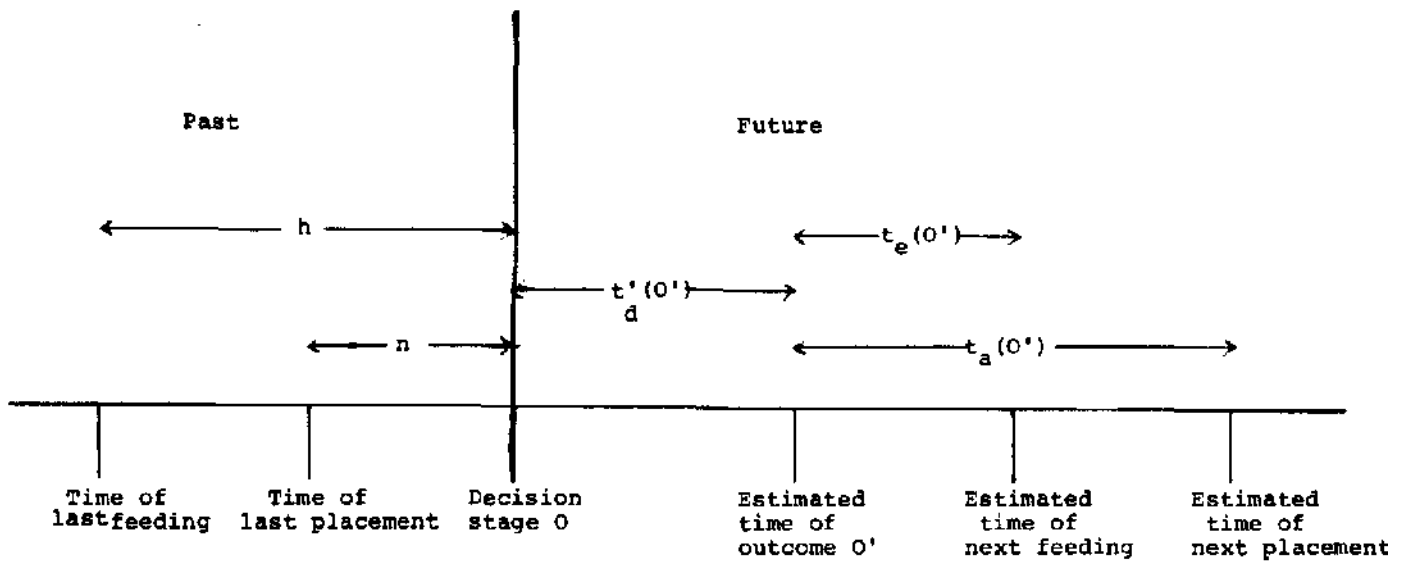 Past
Future
h
t_e(O')
t'_d(O')
n
t_a(O')
Time of
last feeding
Time of
last placement
Decision
stage O
Estimated
time of
outcome O'
Estimated
time of
next feeding
Estimated
time of
next placement